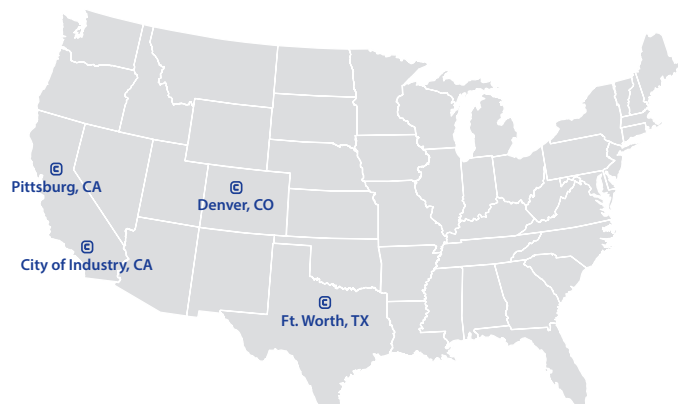 Pittsburg, CA
Denver, CO
City of Industry, CA
Ft. Worth, TX